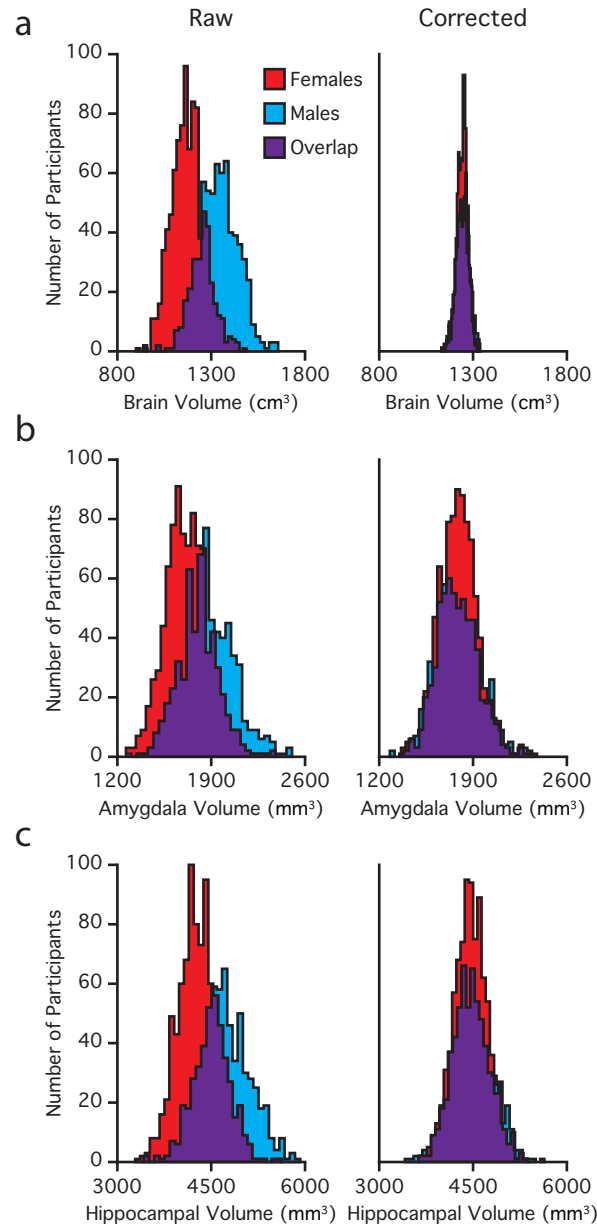 a
Raw
Corrected
100
80
60
40
20
0
Number of Participants
Females
Males
Overlap
800 1300 1800
Brain Volume (cm³)
800 1300 1800
Brain Volume (cm³)
b
100
80
60
40
20
0
Number of Participants
1200 1900 2600
Amygdala Volume (mm³)
1200 1900 2600
Amygdala Volume (mm³)
c
100
80
60
40
20
0
Number of Participants
3000 4500 6000
Hippocampal Volume (mm³)
3000 4500 6000
Hippocampal Volume (mm³)